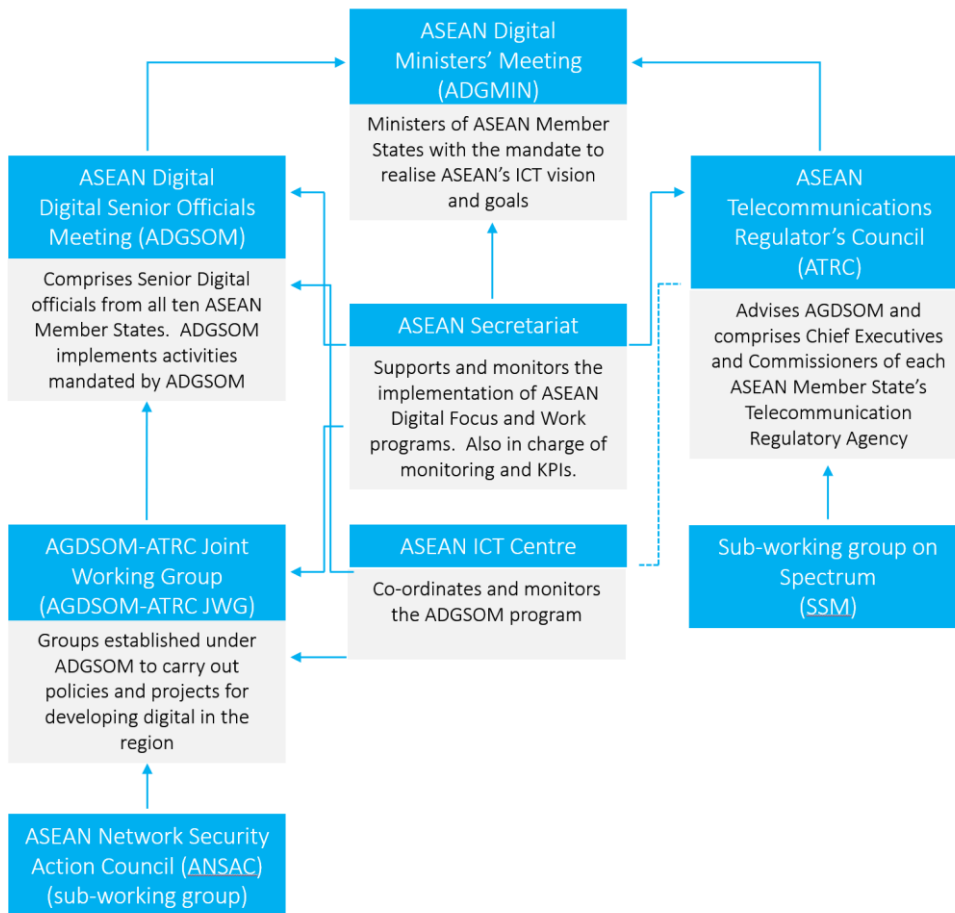 ASEAN Digital
Ministers' Meeting
(ADGMIN)
Ministers of ASEAN Member
States with the mandate to
realise ASEAN's ICT vision
and goals
ASEAN Digital
Digital Senior Officials
Meeting (ADGSOM)
Comprises Senior Digital
officials from all ten ASEAN
Member States.  ADGSOM
implements activities
mandated by ADGSOM
ASEAN
Telecommunications
Regulator's Council
(ATRC)
Advises AGDSOM and
comprises Chief Executives
and Commissioners of each
ASEAN Member State's
Telecommunication
Regulatory Agency
ASEAN Secretariat
Supports and monitors the
implementation of ASEAN
Digital Focus and Work
programs.  Also in charge of
monitoring and KPIs.
AGDSOM-ATRC Joint
Working Group
(AGDSOM-ATRC JWG)
Groups established under
ADGSOM to carry out
policies and projects for
developing digital in the
region
ASEAN ICT Centre
Co-ordinates and monitors
the ADGSOM program
Sub-working group on
Spectrum
(SSM)
ASEAN Network Security
Action Council (ANSAC)
(sub-working group)